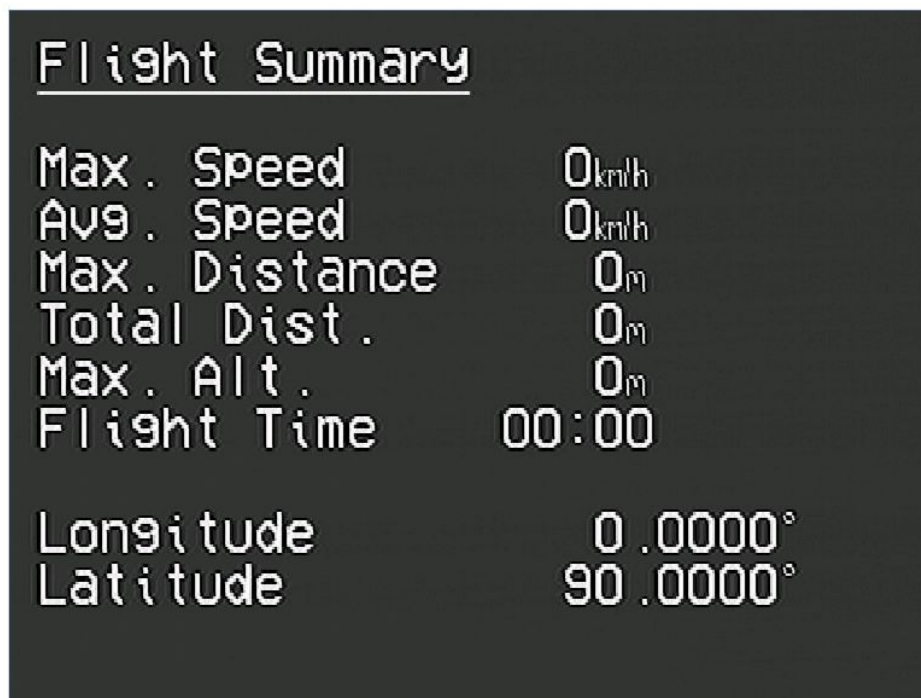 Flight Summary
Max. Speed 0km/h
Avg. Speed 0km/h
Max. Distance 0m
Total Dist. 0m
Max. Alt. 0m
Flight Time 00:00
Longitude 0.0000°
Latitude 90.0000°